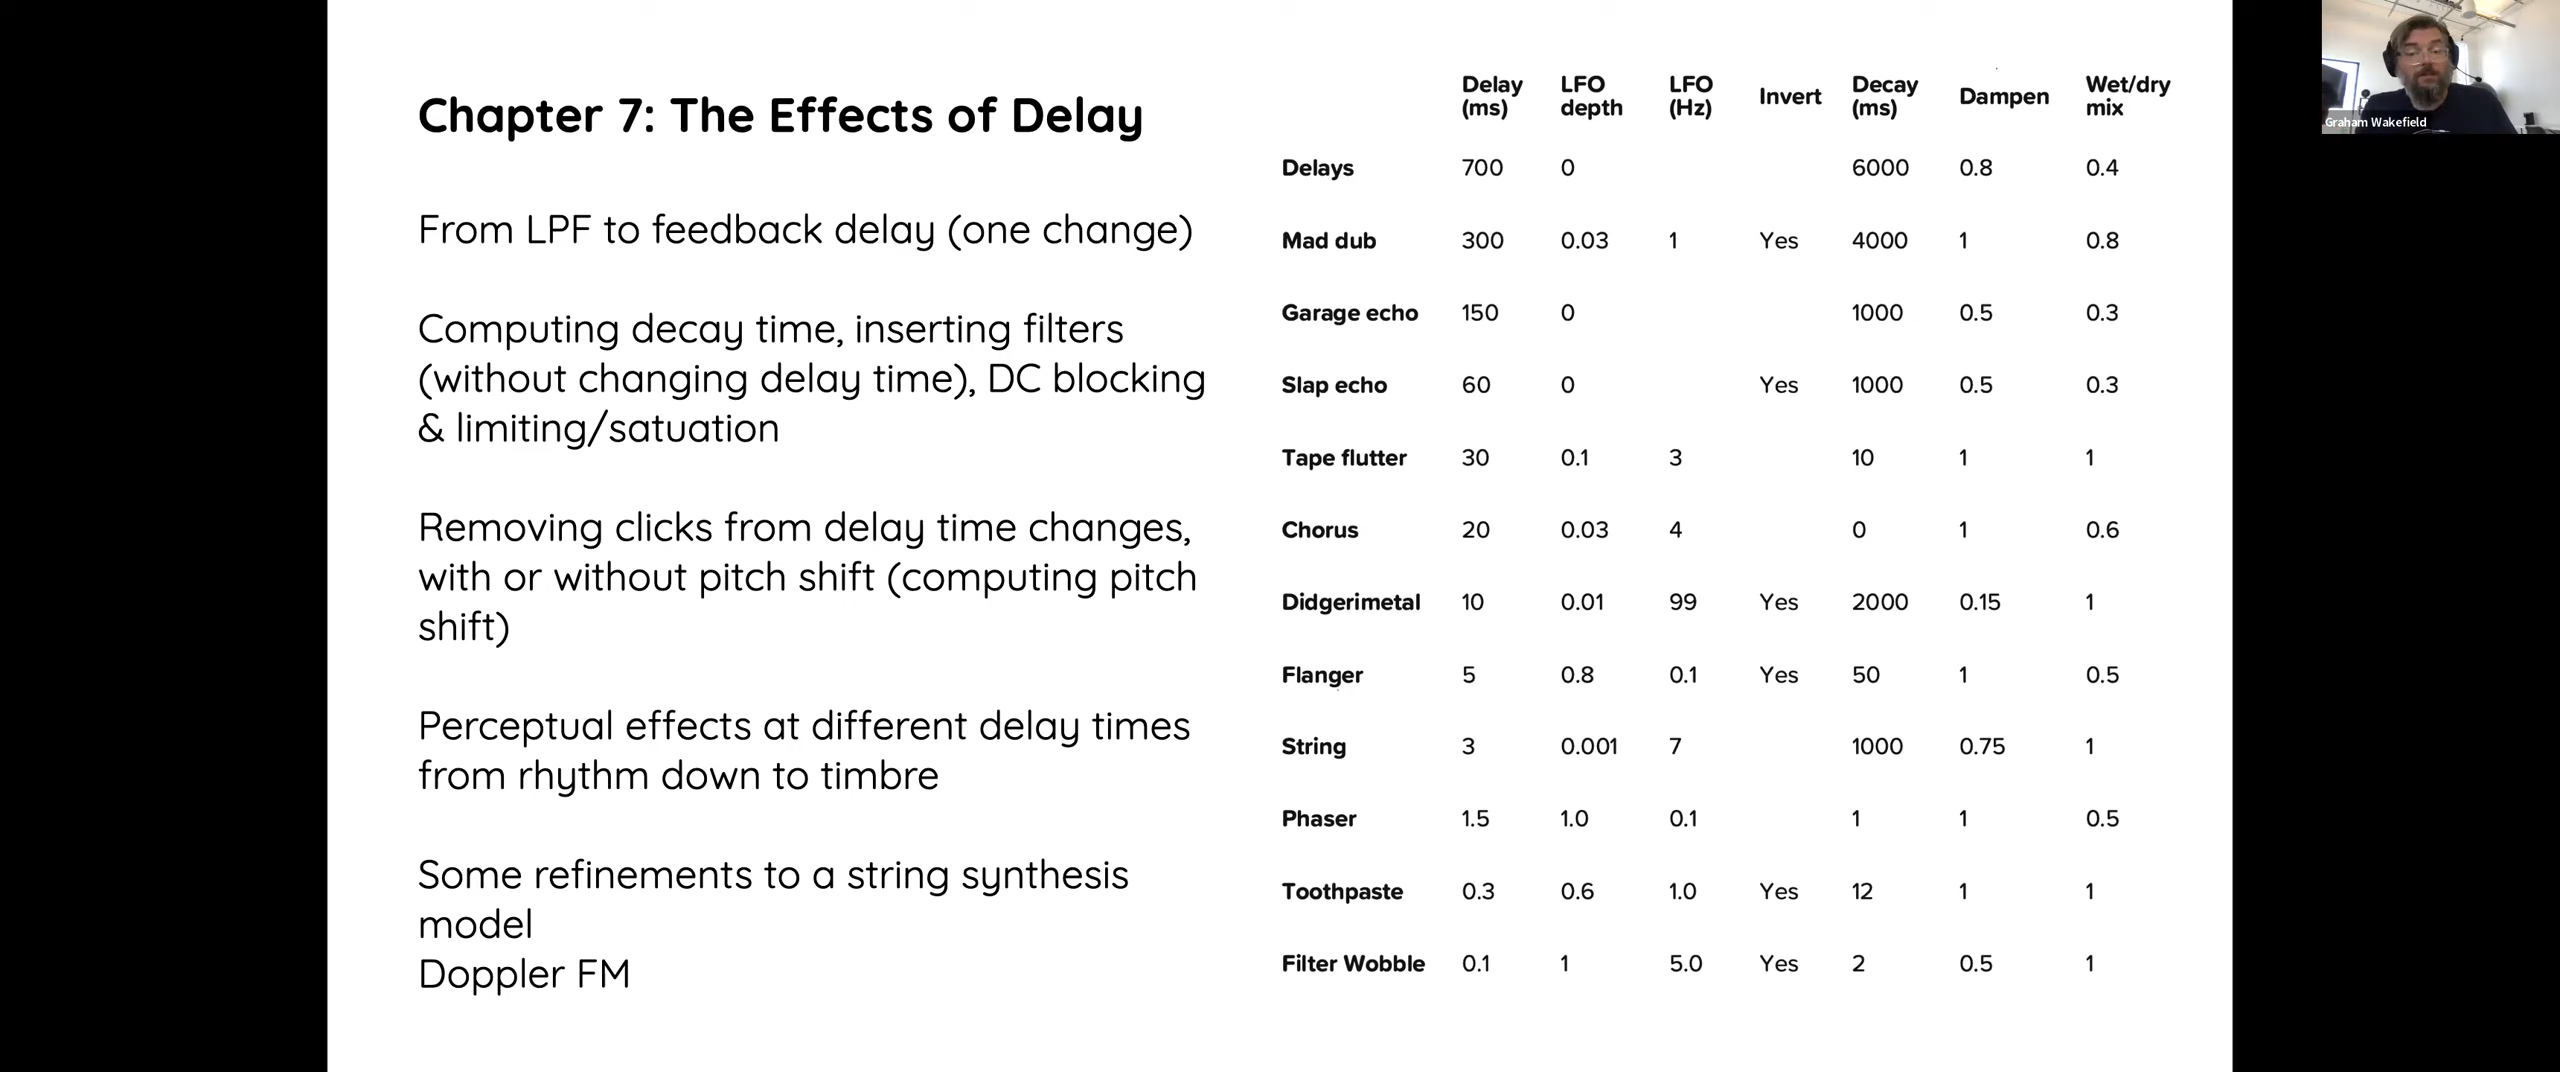 Chapter 7: The Effects of Delay
From LPF to feedback delay (one change)
Computing decay time, inserting filters
(without changing delay time), DC blocking
& limiting/satuation
Removing clicks from delay time changes,
with or without pitch shift (computing pitch
shift)
Perceptual effects at different delay times
from rhythm down to timbre
Some refinements to a string synthesis
model
Doppler FM
Delay (ms) LFO depth LFO (Hz) Invert Decay (ms) Dampen Wet/dry mix
Delays 700 0 6000 0.8 0.4
Mad dub 300 0.03 1 Yes 4000 1 0.8
Garage echo 150 0 1000 0.5 0.3
Slap echo 60 0 Yes 1000 0.5 0.3
Tape flutter 30 0.1 3 10 1 1
Chorus 20 0.03 4 0 1 0.6
Didgerimetal 10 0.01 99 Yes 2000 0.15 1
Flanger 5 0.8 0.1 Yes 50 1 0.5
String 3 0.001 7 1000 0.75 1
Phaser 1.5 1.0 0.1 1 1 0.5
Toothpaste 0.3 0.6 1.0 Yes 12 1 1
Filter Wobble 0.1 1 5.0 Yes 2 0.5 1
Graham Wakefield